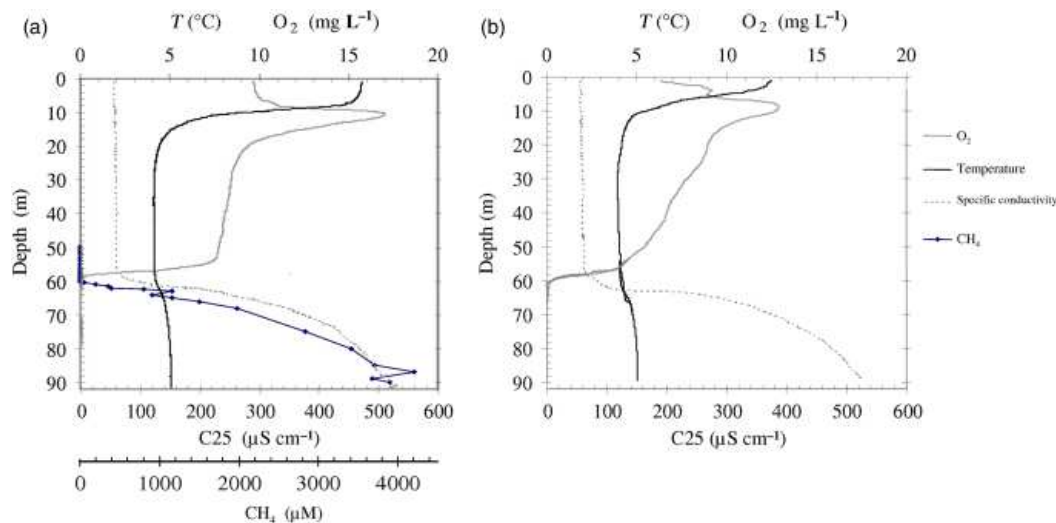 (a)
T (°C) O2 (mg L–1)
0 5 10 15 20
0
10
20
30
40
50
60
70
80
90
Depth (m)
0 100 200 300 400 500 600
C25 (µS cm–1)
0 1000 2000 3000 4000
CH4 (µM)
(b)
T (°C) O2 (mg L–1)
0 5 10 15 20
0
10
20
30
40
50
60
70
80
90
Depth (m)
0 100 200 300 400 500 600
C25 (µS cm–1)
O2
Temperature
Specific conductivity
CH4